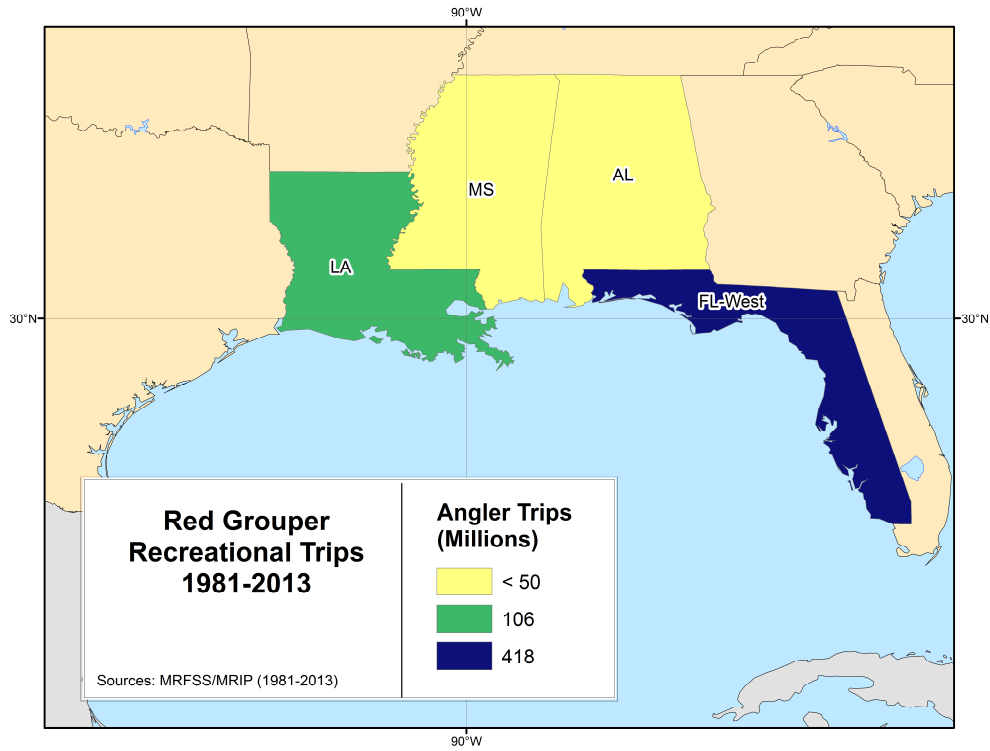 90°W
AL
MS
LA
FL-West
30°N
30°N
Red Grouper
Recreational Trips
1981-2013
Sources: MRFSS/MRIP (1981-2013)
Angler Trips
(Millions)
< 50
106
418
90°W